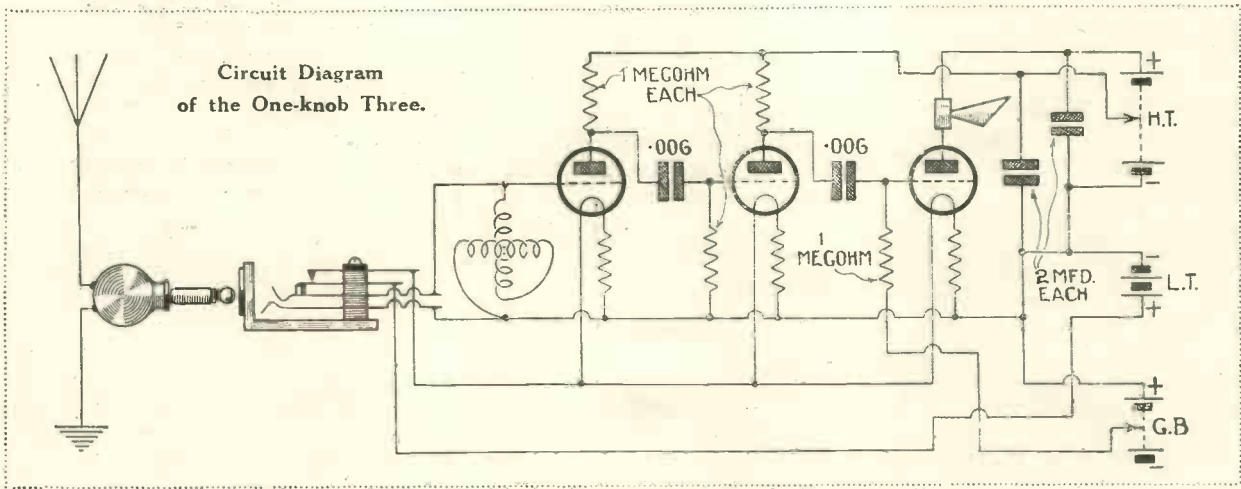 Circuit Diagram
of the One-knob Three.
1 MEGOHM
EACH
.006
.006
1
MEGOHM
+
H.T.
-
-
2 MFD.
EACH
L.T.
+
+
G.B
-